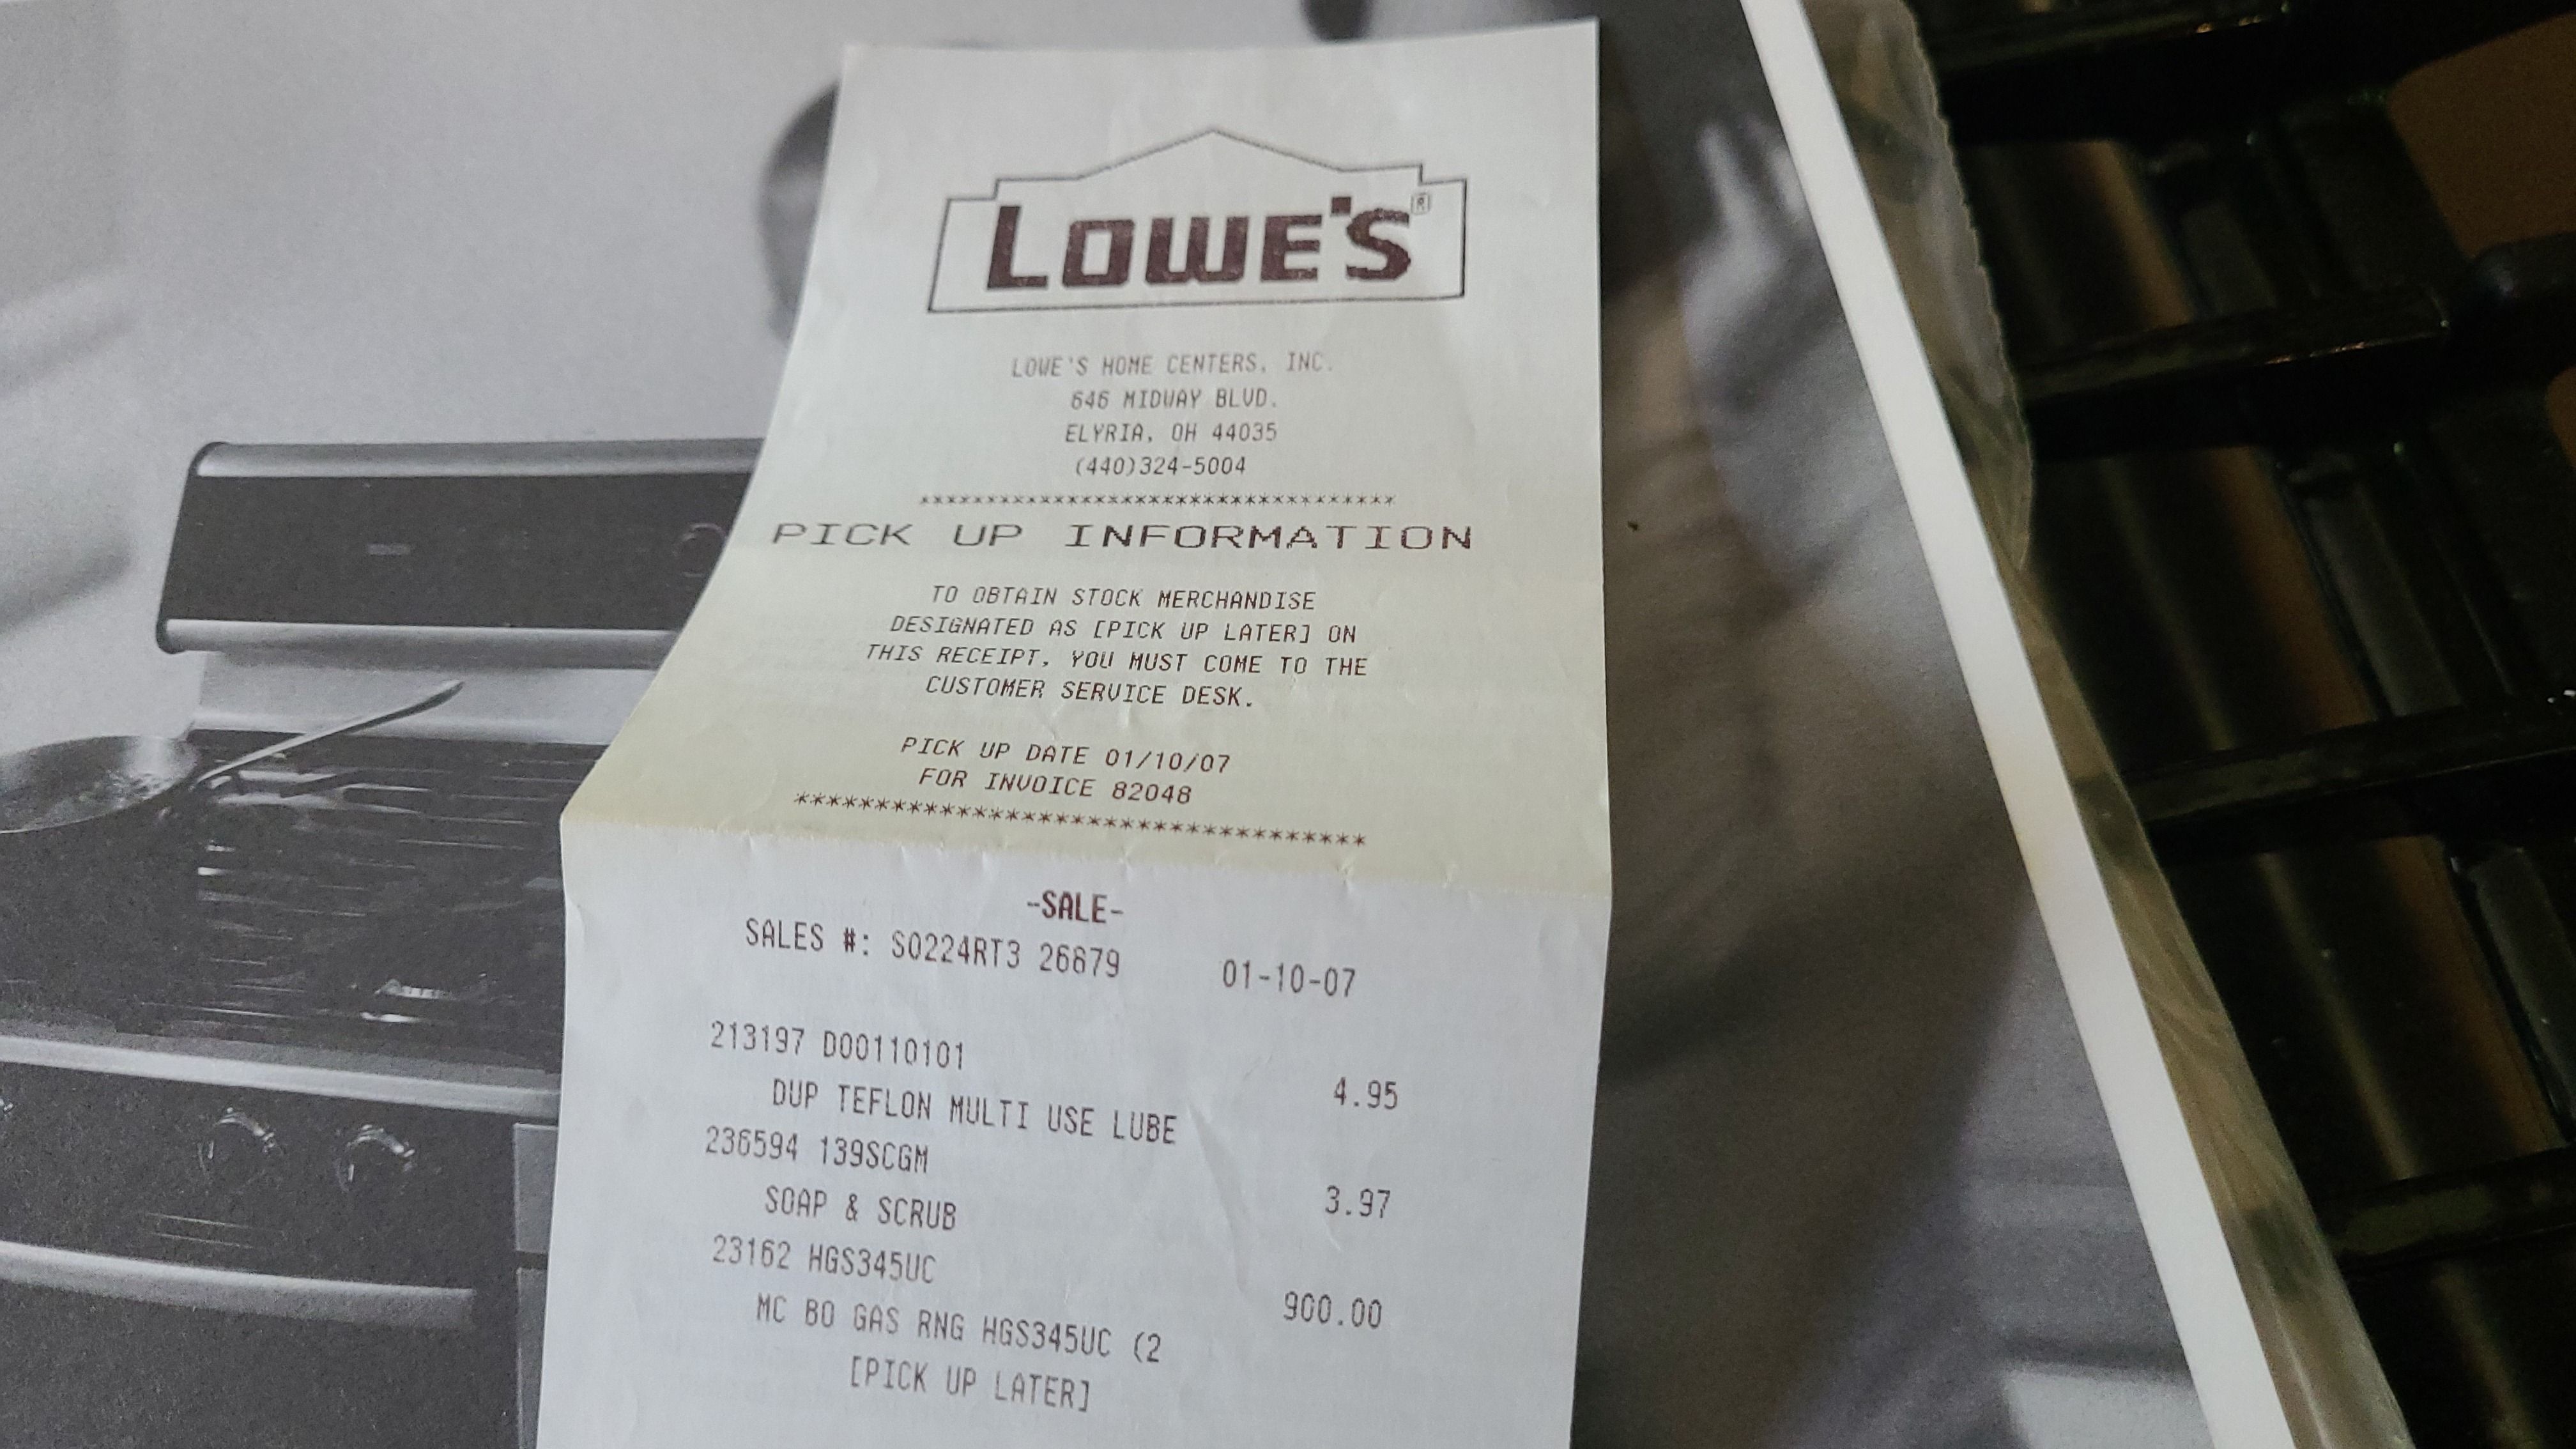 LOWE'S®
LOWE'S HOME CENTERS, INC.
646 MIDWAY BLVD.
ELYRIA, OH 44035
(440)324-5004
************************************
PICK UP INFORMATION
TO OBTAIN STOCK MERCHANDISE
DESIGNATED AS [PICK UP LATER] ON
THIS RECEIPT, YOU MUST COME TO THE
CUSTOMER SERVICE DESK.
PICK UP DATE 01/10/07
FOR INVOICE 82048
************************************
-SALE-
SALES #: S0224RT3 26879 01-10-07
213197 D00110101 4.95
DUP TEFLON MULTI USE LUBE
236594 139SCGM 3.97
SOAP & SCRUB
23162 HGS345UC 900.00
MC BO GAS RNG HGS345UC (2
[PICK UP LATER]